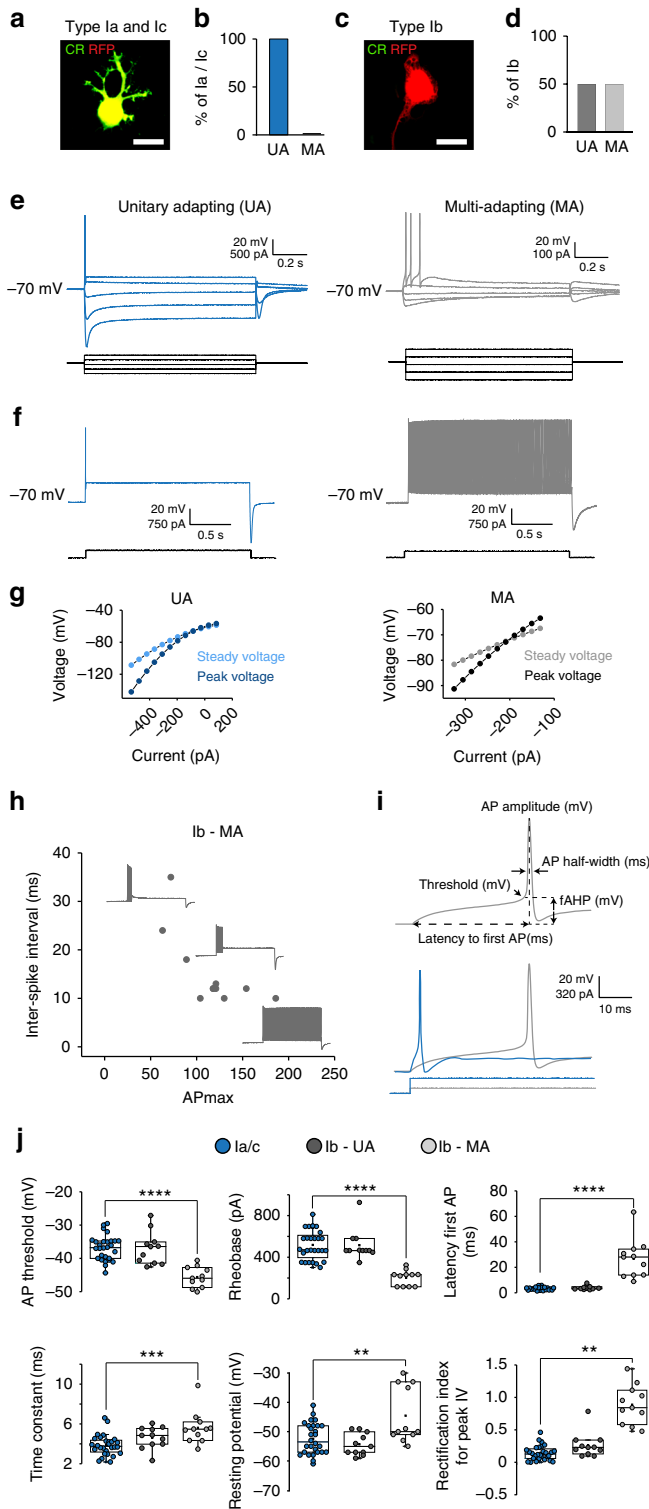 a
Type Ia and Ic
CR RFP
b
% of Ia / Ic
100
50
0
UA MA
c
Type Ib
CR RFP
d
% of Ib
100
50
0
UA MA
e
Unitary adapting (UA)
20 mV
500 pA
0.2 s
–70 mV
Multi-adapting (MA)
20 mV
100 pA
0.2 s
–70 mV
f
–70 mV
20 mV
750 pA
0.5 s
–70 mV
20 mV
750 pA
0.5 s
g
UA
Voltage (mV)
–40
–80
–120
Steady voltage
Peak voltage
–400
–200
0
200
Current (pA)
MA
Voltage (mV)
–60
–70
–80
–90
Steady voltage
Peak voltage
–300
–200
–100
Current (pA)
h
Ib - MA
Inter-spike interval (ms)
40
30
20
10
0
0 50 100 150 200 250
APmax
i
AP amplitude (mV)
AP half-width (ms)
Threshold (mV)
fAHP (mV)
Latency to first AP(ms)
20 mV
320 pA
10 ms
j
Ia/c
Ib - UA
Ib - MA
AP threshold (mV)
–20
–30
–40
–50
****
Rheobase (pA)
800
400
0
****
Latency first AP
(ms)
80
60
40
20
0
****
Time constant (ms)
10
6
2
***
Resting potential (mV)
–30
–40
–50
–60
–70
**
Rectification index
for peak IV
1.5
1.0
0.5
0.0
–0.5
**